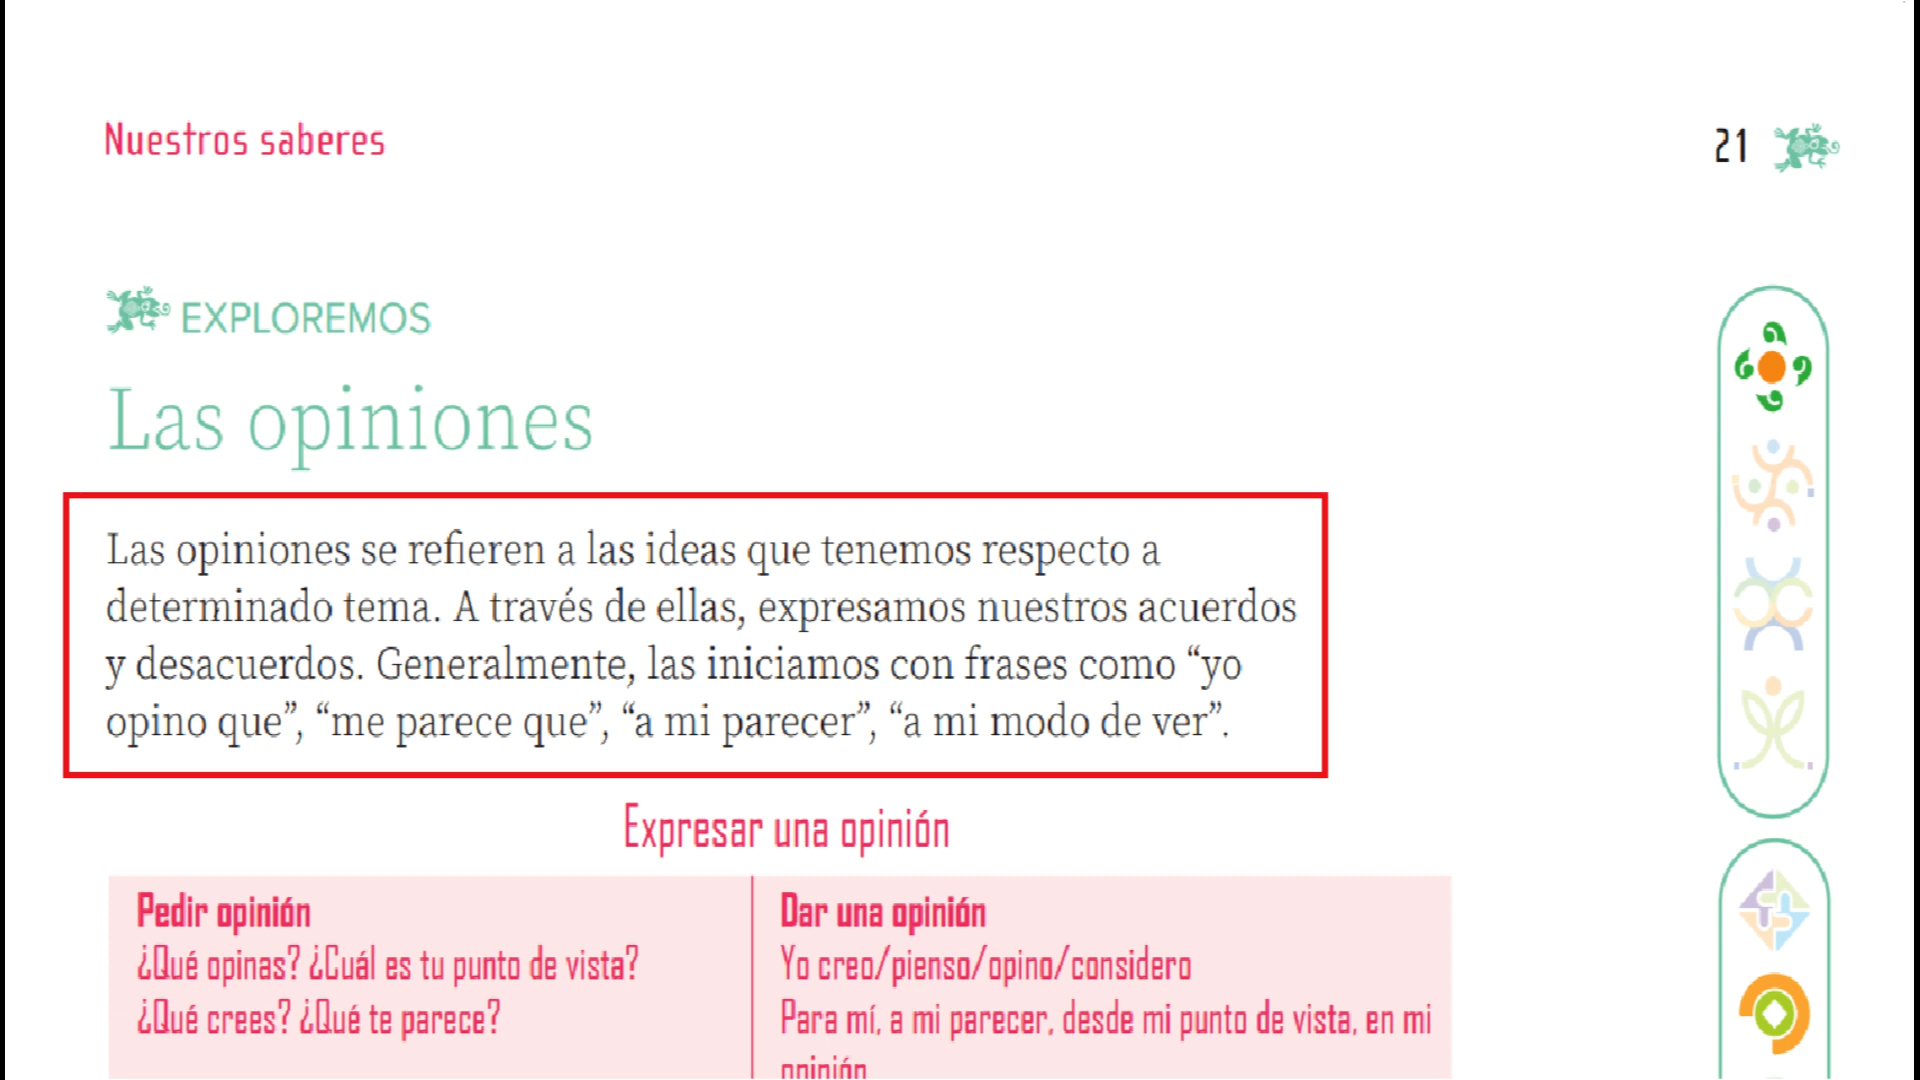 Nuestros saberes
21
EXPLOREMOS
Las opiniones
Las opiniones se refieren a las ideas que tenemos respecto a
determinado tema. A través de ellas, expresamos nuestros acuerdos
y desacuerdos. Generalmente, las iniciamos con frases como “yo
opino que”, “me parece que”, “a mi parecer”, “a mi modo de ver”.
Expresar una opinión
Pedir opinión
¿Qué opinas? ¿Cuál es tu punto de vista?
¿Qué crees? ¿Qué te parece?
Dar una opinión
Yo creo/pienso/opino/considero
Para mí, a mi parecer, desde mi punto de vista, en mi
opinión